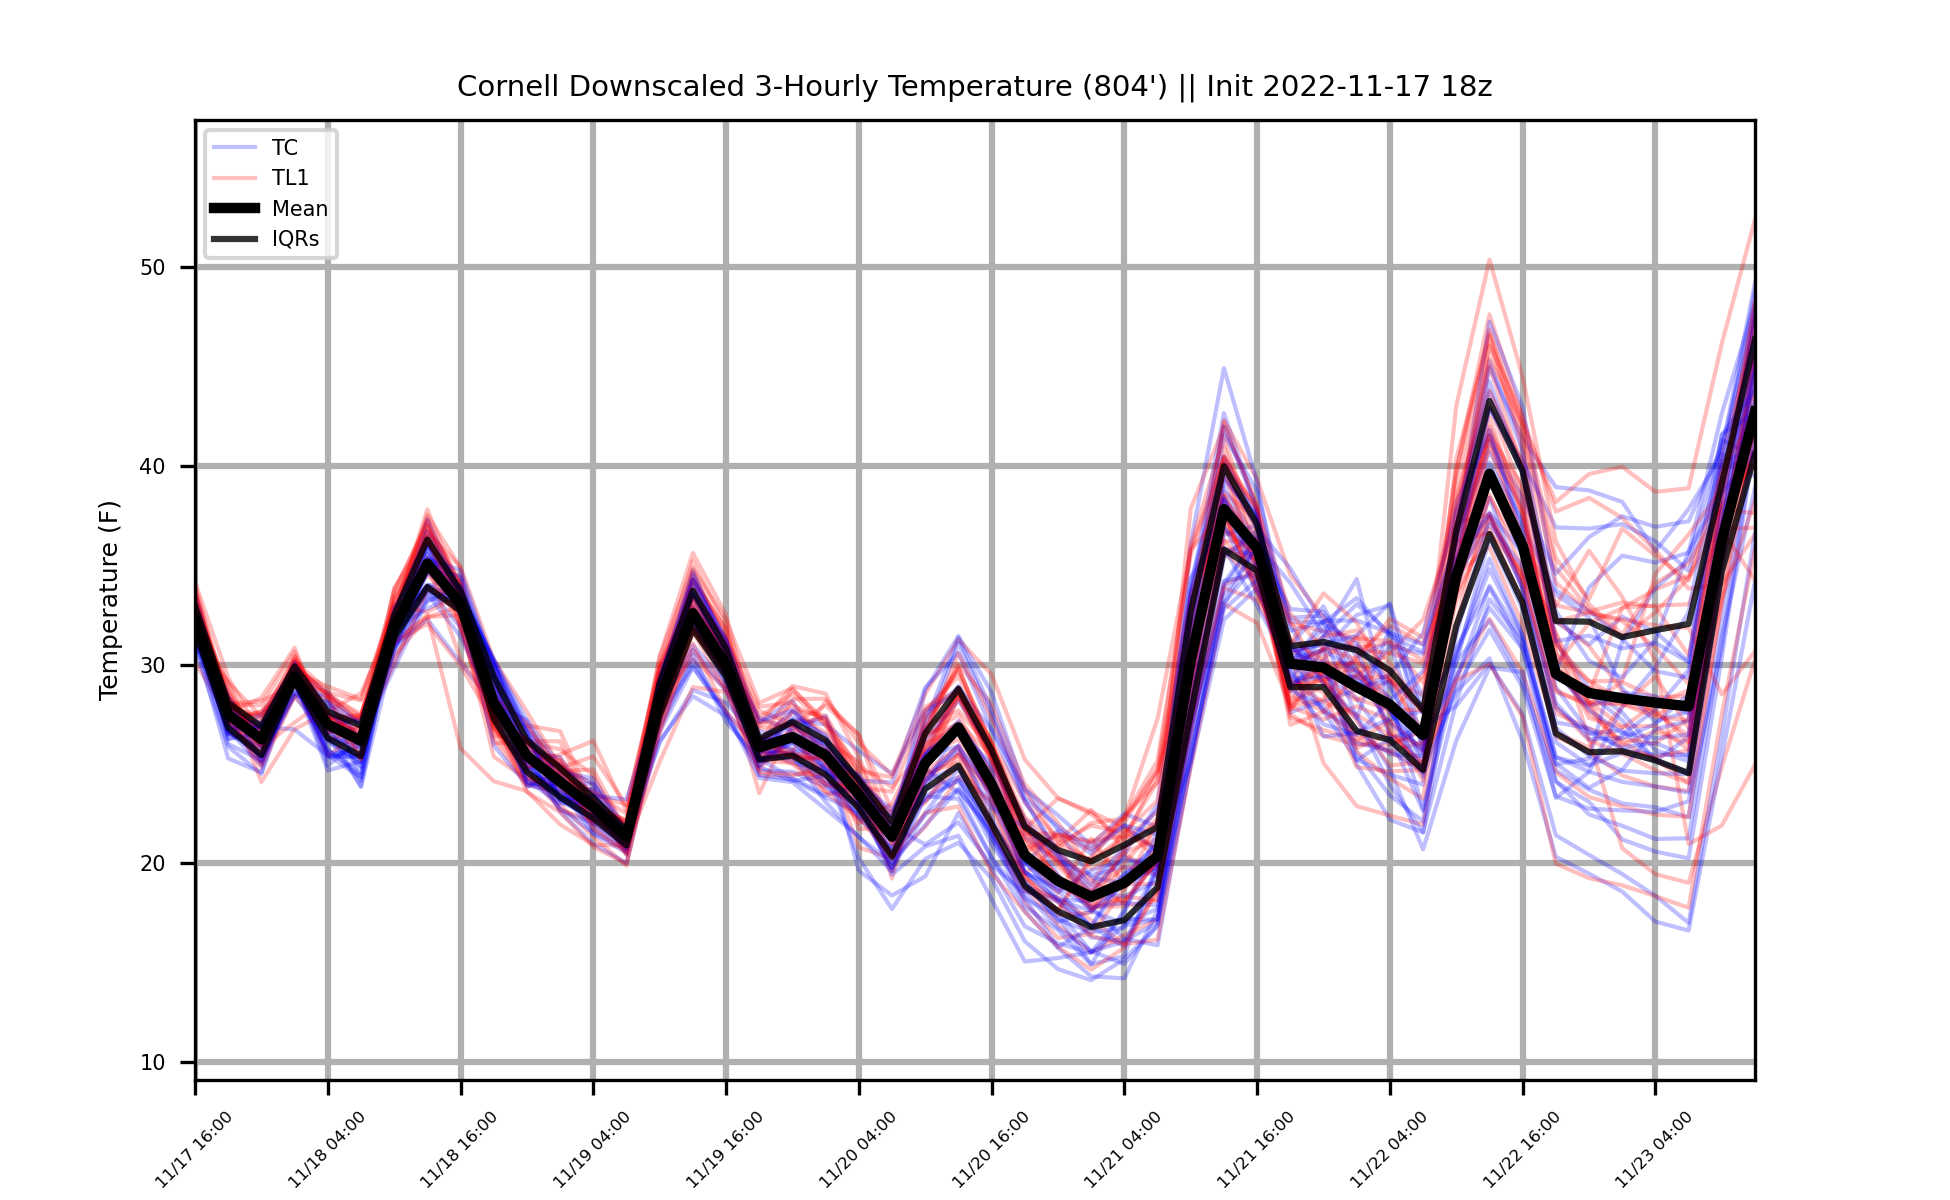 Cornell Downscaled 3-Hourly Temperature (804') || Init 2022-11-17 18z
TC
TL1
Mean
IQRs
Temperature (F)
50
40
30
20
10
11/17 16:00
11/18 04:00
11/18 16:00
11/19 04:00
11/19 16:00
11/20 04:00
11/20 16:00
11/21 04:00
11/21 16:00
11/22 04:00
11/22 16:00
11/23 04:00